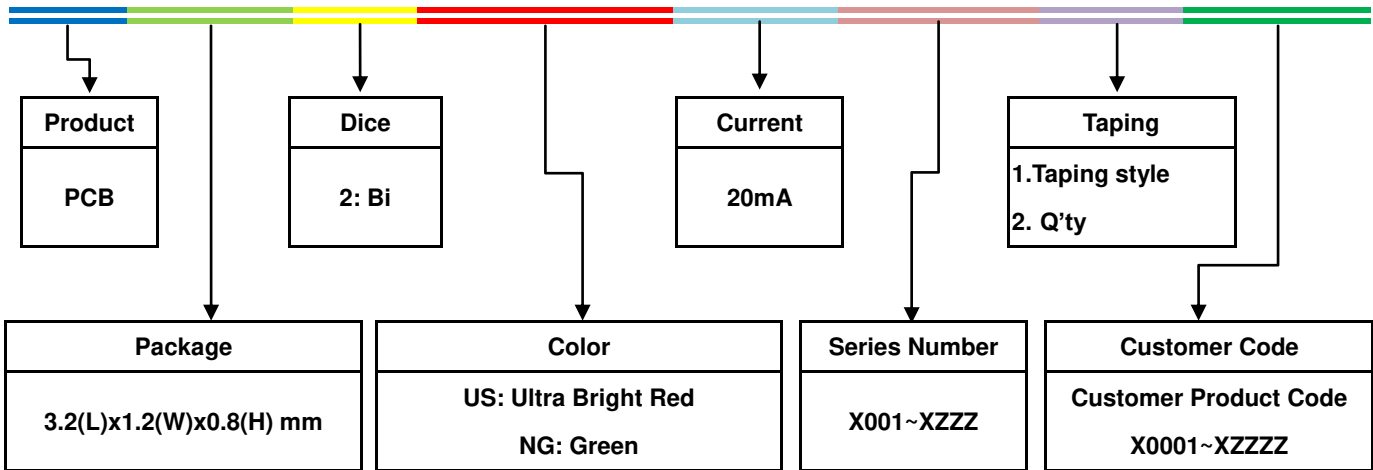 Product
PCB
Dice
2: Bi
Current
20mA
Taping
1.Taping style
2. Q'ty
Package
3.2(L)x1.2(W)x0.8(H) mm
Color
US: Ultra Bright Red
NG: Green
Series Number
X001~XZZZ
Customer Code
Customer Product Code
X0001~XZZZZ